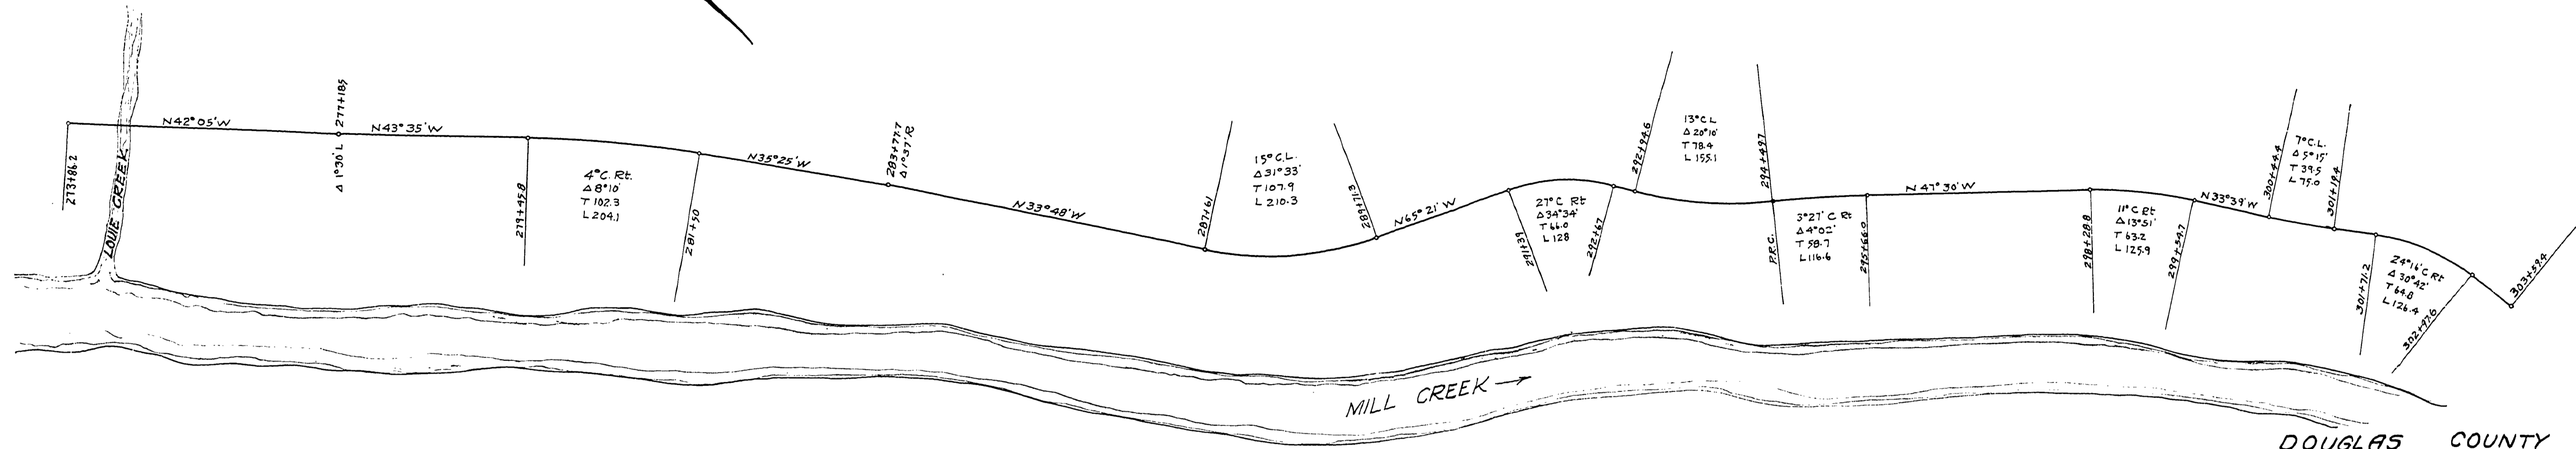 273+86.2
LOUIE CREEK
N42°05'W
277+18.5
Δ 1°30' L
N43°35'W
279+45.8
4° C. Rt.
Δ 8°10'
T 102.3
L 204.1
281+50
N35°25'W
283+77.7
Δ 1°37' R
N33°48'W
287+61
15° C.L.
Δ 31°33'
T 107.9
L 210.3
289+71.3
N65°21'W
291+39
27° C Rt
Δ 34°34'
T 66.0
L 128
292+67
292+94.6
13° C L
Δ 20°10'
T 78.4
L 155.1
294+49.7
P.R.C.
3°27' C Rt
Δ 4°02'
T 58.7
L 116.6
295+66.0
N 47°30'W
298+28.8
11° C Rt
Δ 13°51'
T 63.2
L 125.9
299+54.7
N33°39'W
300+44.4
7° C.L.
Δ 5°15'
T 39.5
L 75.0
301+19.4
301+71.2
24°16' C Rt
Δ 30°42'
T 64.8
L 126.4
302+97.6
303+59.4
MILL CREEK →
DOUGLAS COUNTY